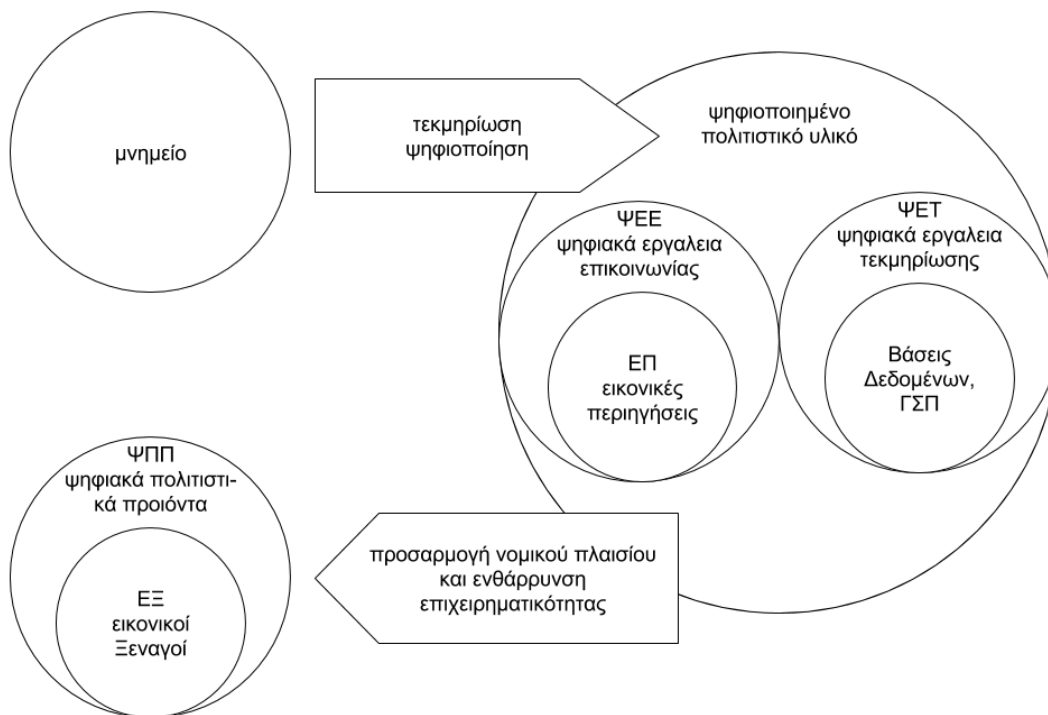 μνημείο
τεκμηρίωση
ψηφιοποίηση
ψηφιοποιημένο
πολιτιστικό υλικό
ΨΕΕ
ψηφιακά εργαλεια
επικοινωνίας
ΕΠ
εικονικές
περιηγήσεις
ΨΕΤ
ψηφιακά εργαλεια
τεκμηρίωσης
Βάσεις
Δεδομένων,
ΓΣΠ
προσαρμογή νομικού πλαισίου
και ενθάρρυνση
επιχειρηματικότητας
ΨΠΠ
ψηφιακά πολιτιστι-
κά προιόντα
ΕΞ
εικονικοί
Ξεναγοί